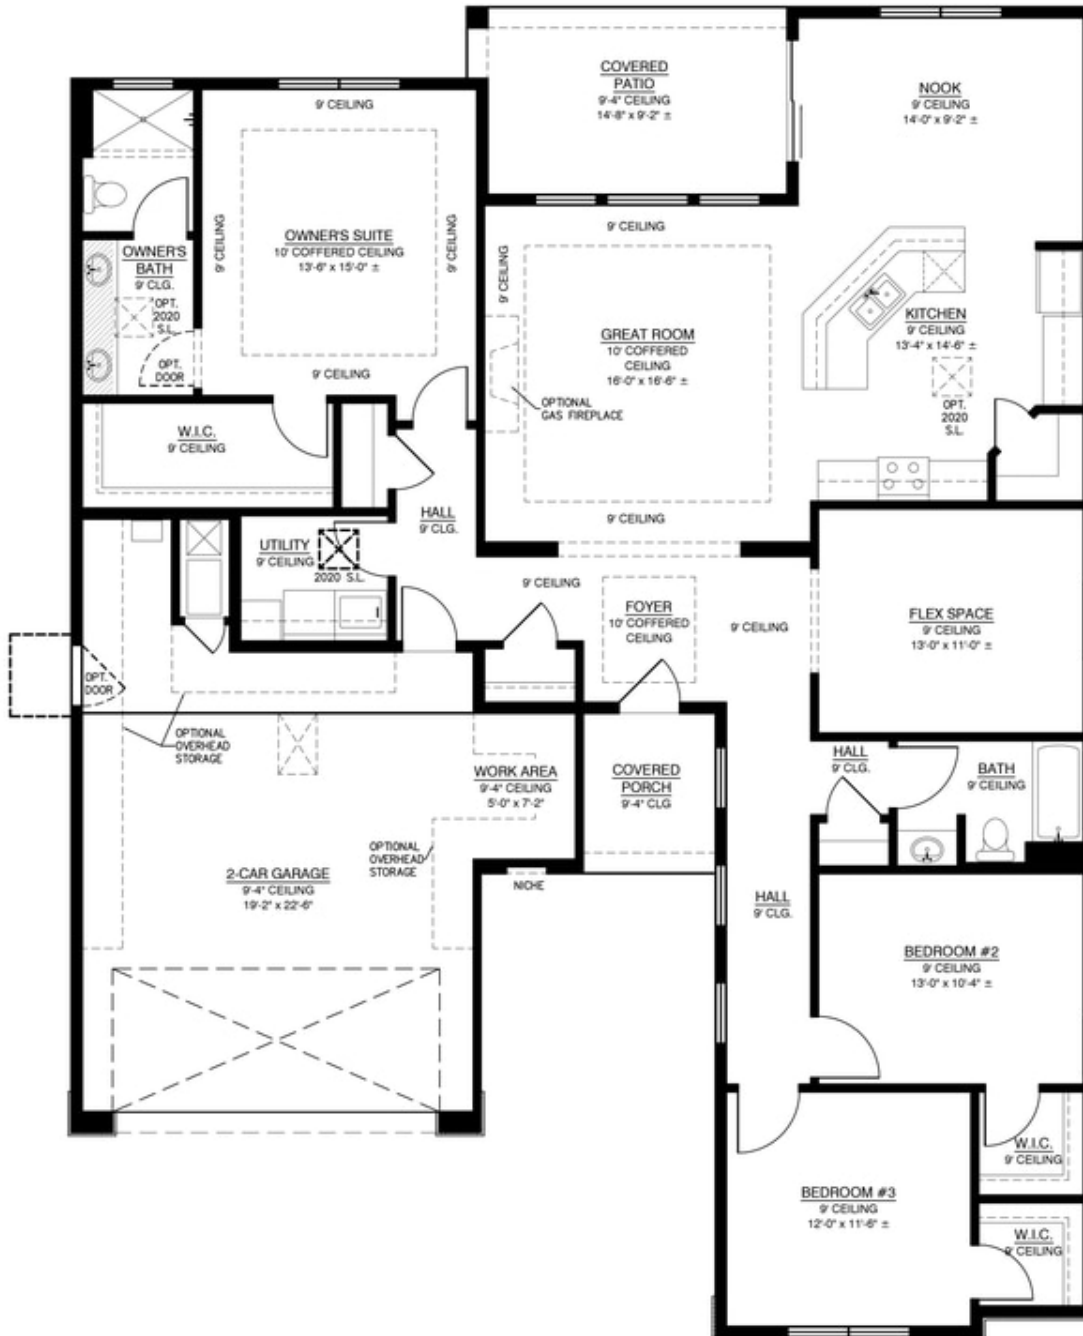 COVERED
PATIO
9'-4" CEILING
14'-8" x 9'-2" ±
NOOK
9' CEILING
14'-0" x 9'-2" ±
9' CEILING
OWNER'S SUITE
10' COFFERED CEILING
13'-6" x 15'-0" ±
9' CEILING
9' CEILING
9' CEILING
OWNER'S
BATH
9' CLG.
OPT.
2020
S.L.
OPT.
DOOR
9' CEILING
9' CEILING
GREAT ROOM
10' COFFERED
CEILING
16'-0" x 16'-6" ±
OPTIONAL
GAS FIREPLACE
9' CEILING
KITCHEN
9' CEILING
13'-4" x 14'-6" ±
OPT.
2020
S.L.
W.I.C.
9' CEILING
HALL
9' CLG.
UTILITY
9' CEILING
2020 S.L.
9' CEILING
FOYER
10' COFFERED
CEILING
9' CEILING
FLEX SPACE
9' CEILING
13'-0" x 11'-0" ±
OPT.
DOOR
OPTIONAL
OVERHEAD
STORAGE
WORK AREA
9'-4" CEILING
5'-0" x 7'-2"
COVERED
PORCH
9'-4" CLG
HALL
9' CLG.
BATH
9' CEILING
OPTIONAL
OVERHEAD
STORAGE
2-CAR GARAGE
9'-4" CEILING
19'-2" x 22'-6"
NICHE
HALL
9' CLG.
BEDROOM #2
9' CEILING
13'-0" x 10'-4" ±
W.I.C.
9' CEILING
BEDROOM #3
9' CEILING
12'-0" x 11'-6" ±
W.I.C.
9' CEILING